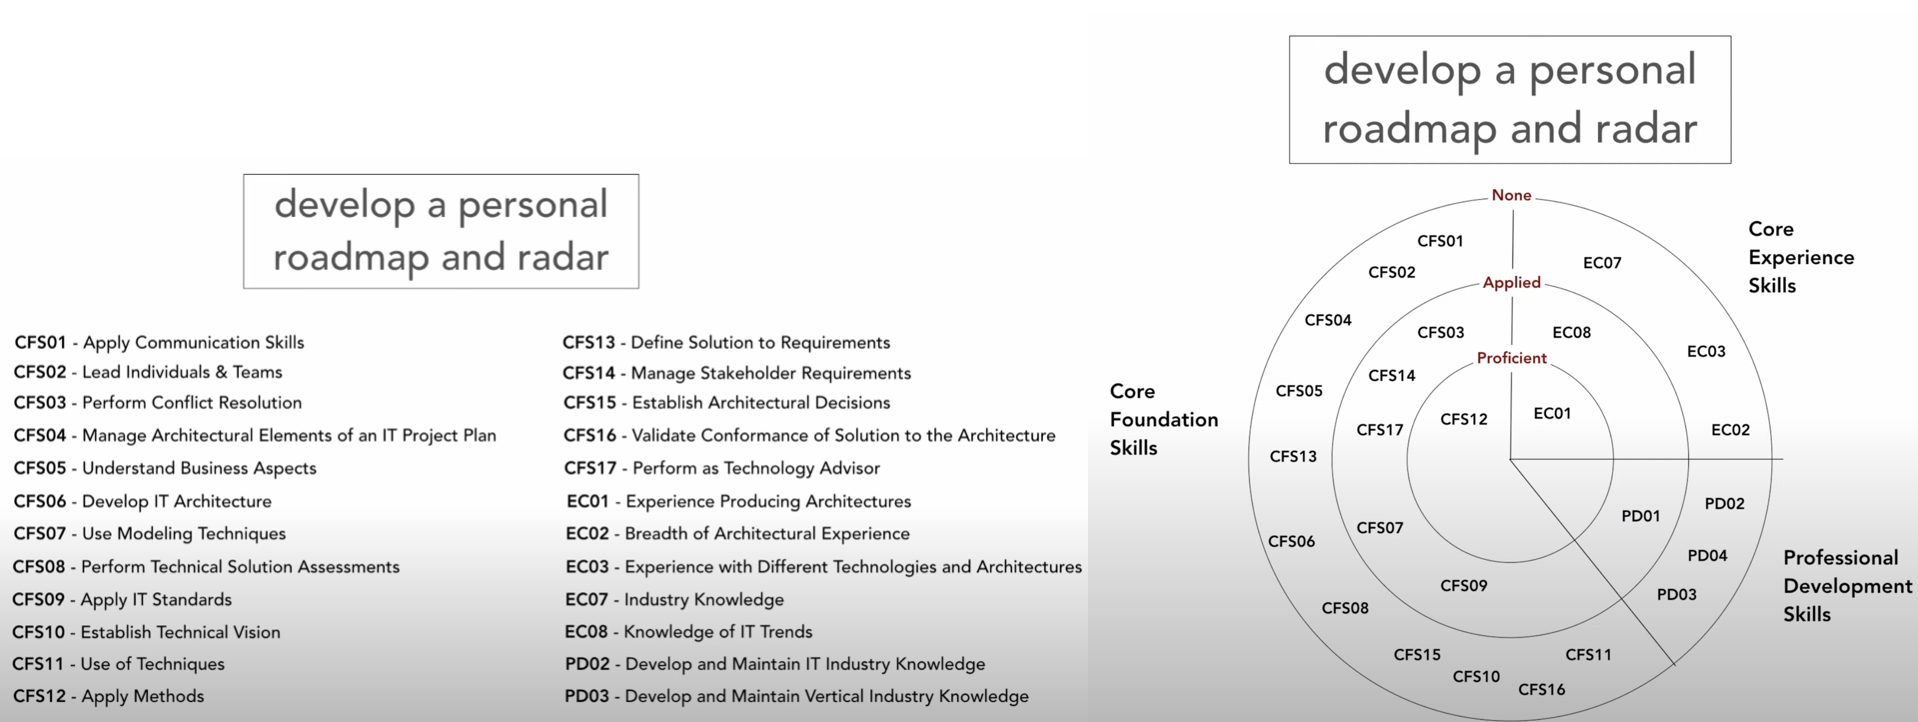 develop a personal
roadmap and radar
CFS01 - Apply Communication Skills
CFS02 - Lead Individuals & Teams
CFS03 - Perform Conflict Resolution
CFS04 - Manage Architectural Elements of an IT Project Plan
CFS05 - Understand Business Aspects
CFS06 - Develop IT Architecture
CFS07 - Use Modeling Techniques
CFS08 - Perform Technical Solution Assessments
CFS09 - Apply IT Standards
CFS10 - Establish Technical Vision
CFS11 - Use of Techniques
CFS12 - Apply Methods
CFS13 - Define Solution to Requirements
CFS14 - Manage Stakeholder Requirements
CFS15 - Establish Architectural Decisions
CFS16 - Validate Conformance of Solution to the Architecture
CFS17 - Perform as Technology Advisor
EC01 - Experience Producing Architectures
EC02 - Breadth of Architectural Experience
EC03 - Experience with Different Technologies and Architectures
EC07 - Industry Knowledge
EC08 - Knowledge of IT Trends
PD02 - Develop and Maintain IT Industry Knowledge
PD03 - Develop and Maintain Vertical Industry Knowledge
develop a personal
roadmap and radar
None
Applied
Proficient
Core
Experience
Skills
EC07
EC03
EC02
EC08
EC01
Core
Foundation
Skills
CFS01
CFS02
CFS04
CFS05
CFS13
CFS06
CFS08
CFS15
CFS10
CFS16
CFS11
CFS03
CFS14
CFS17
CFS07
CFS09
CFS12
Professional
Development
Skills
PD01
PD02
PD04
PD03